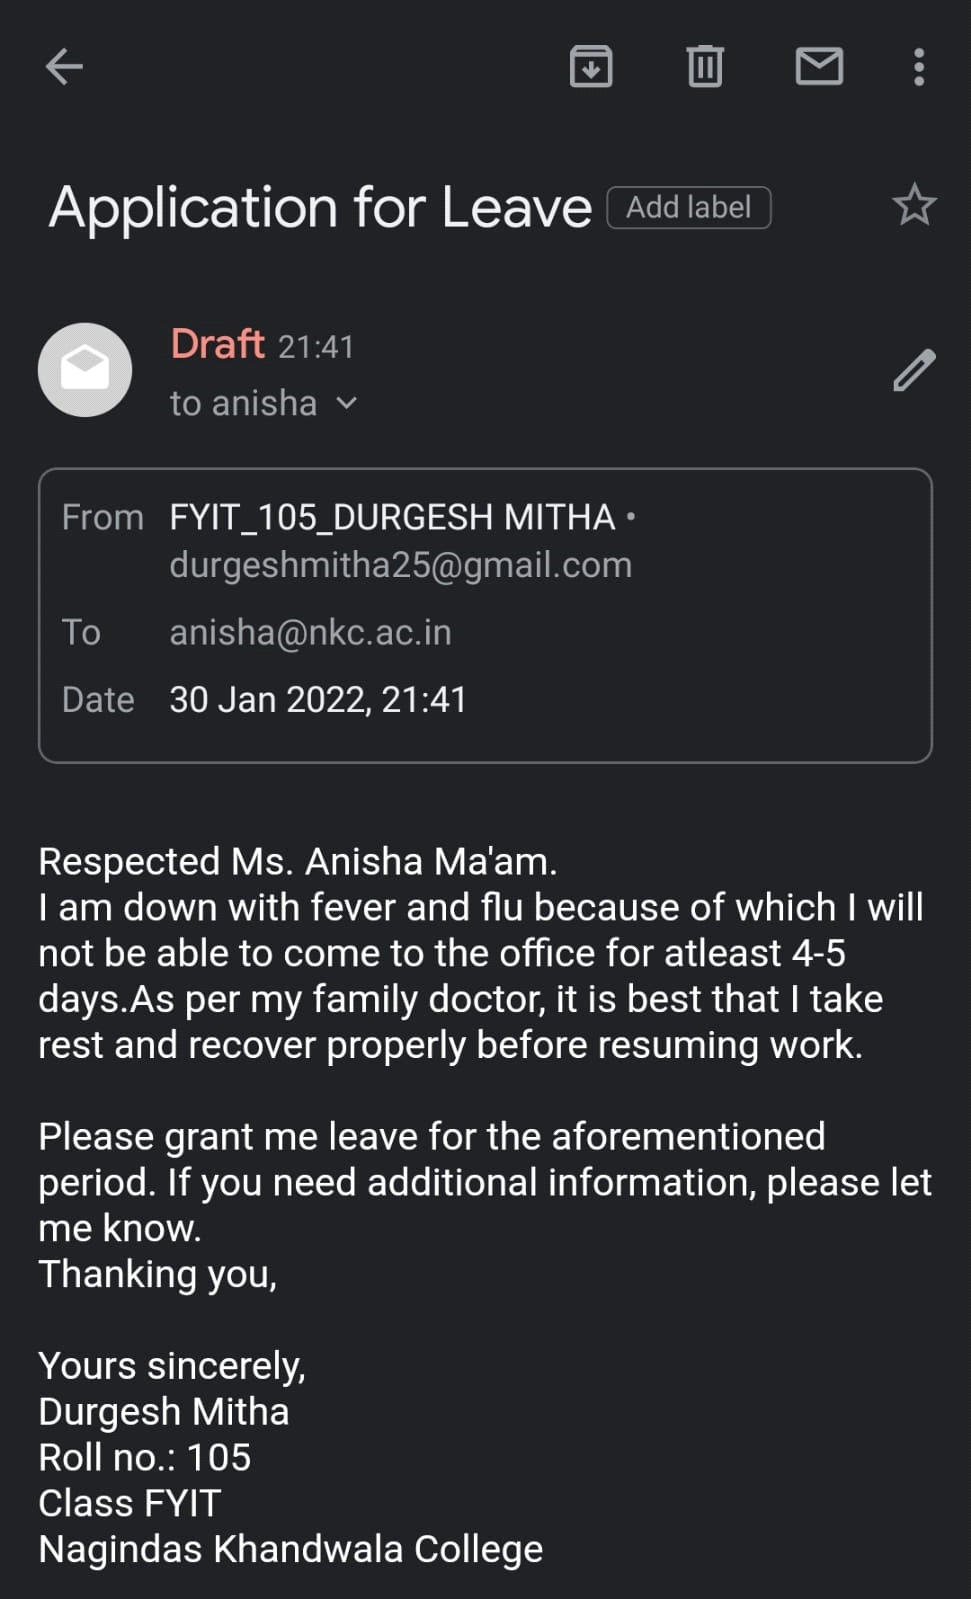 Application for Leave Add label
Draft 21:41
to anisha
From FYIT_105_DURGESH MITHA •
durgeshmitha25@gmail.com
To anisha@nkc.ac.in
Date 30 Jan 2022, 21:41
Respected Ms. Anisha Ma'am.
I am down with fever and flu because of which I will
not be able to come to the office for atleast 4-5
days.As per my family doctor, it is best that I take
rest and recover properly before resuming work.
Please grant me leave for the aforementioned
period. If you need additional information, please let
me know.
Thanking you,
Yours sincerely,
Durgesh Mitha
Roll no.: 105
Class FYIT
Nagindas Khandwala College